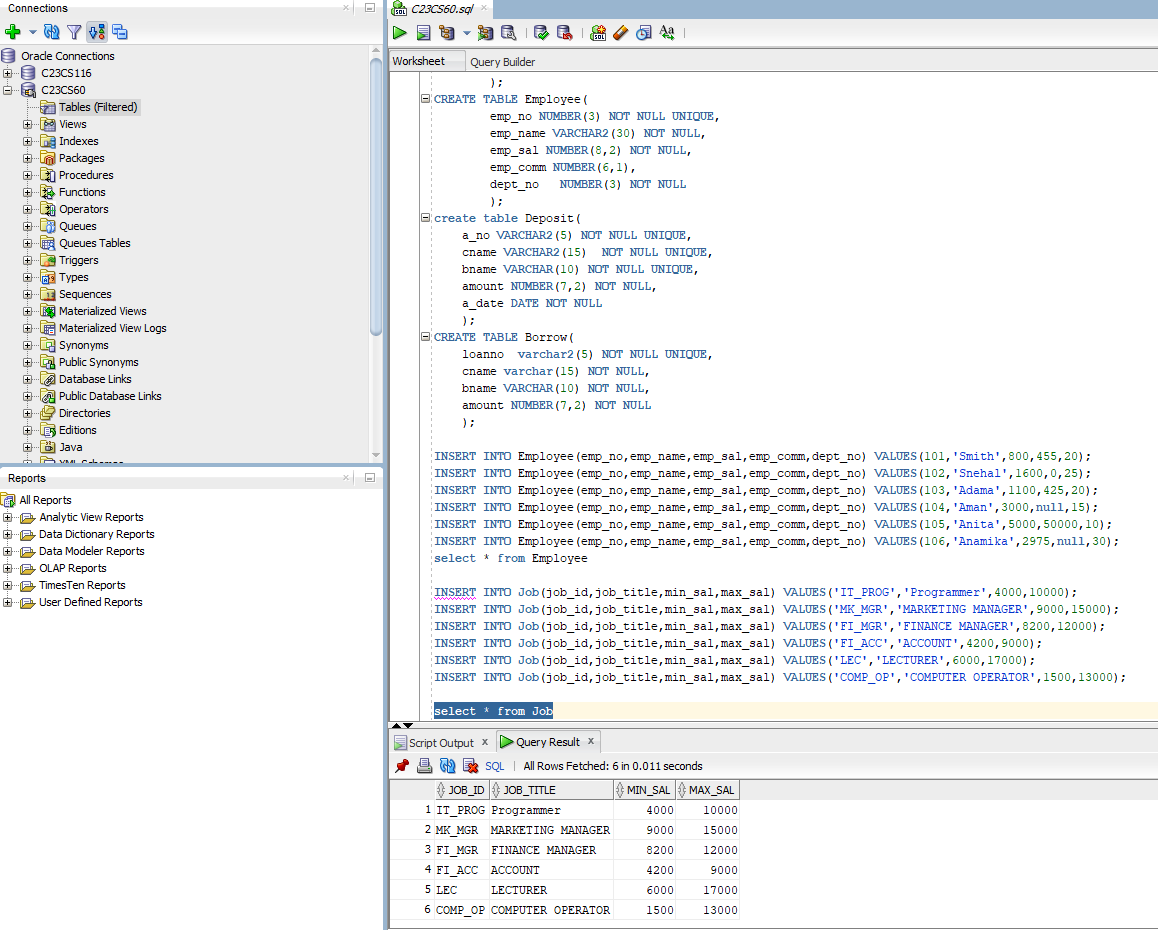 Connections
Oracle Connections
C23CS116
C23CS60
Tables (Filtered)
Views
Indexes
Packages
Procedures
Functions
Operators
Queues
Queues Tables
Triggers
Types
Sequences
Materialized Views
Materialized View Logs
Synonyms
Public Synonyms
Database Links
Public Database Links
Directories
Editions
Java
XML Schemas
Reports
All Reports
Analytic View Reports
Data Dictionary Reports
Data Modeler Reports
OLAP Reports
TimesTen Reports
User Defined Reports
C23CS60.sql
Worksheet Query Builder
);
CREATE TABLE Employee(
emp_no NUMBER(3) NOT NULL UNIQUE,
emp_name VARCHAR2(30) NOT NULL,
emp_sal NUMBER(8,2) NOT NULL,
emp_comm NUMBER(6,1),
dept_no NUMBER(3) NOT NULL
);
create table Deposit(
a_no VARCHAR2(5) NOT NULL UNIQUE,
cname VARCHAR2(15) NOT NULL UNIQUE,
bname VARCHAR(10) NOT NULL UNIQUE,
amount NUMBER(7,2) NOT NULL,
a_date DATE NOT NULL
);
CREATE TABLE Borrow(
loanno varchar2(5) NOT NULL UNIQUE,
cname varchar(15) NOT NULL,
bname VARCHAR(10) NOT NULL,
amount NUMBER(7,2) NOT NULL
);
INSERT INTO Employee(emp_no,emp_name,emp_sal,emp_comm,dept_no) VALUES(101,'Smith',800,455,20);
INSERT INTO Employee(emp_no,emp_name,emp_sal,emp_comm,dept_no) VALUES(102,'Snehal',1600,0,25);
INSERT INTO Employee(emp_no,emp_name,emp_sal,emp_comm,dept_no) VALUES(103,'Adama',1100,425,20);
INSERT INTO Employee(emp_no,emp_name,emp_sal,emp_comm,dept_no) VALUES(104,'Aman',3000,null,15);
INSERT INTO Employee(emp_no,emp_name,emp_sal,emp_comm,dept_no) VALUES(105,'Anita',5000,50000,10);
INSERT INTO Employee(emp_no,emp_name,emp_sal,emp_comm,dept_no) VALUES(106,'Anamika',2975,null,30);
select * from Employee
INSERT INTO Job(job_id,job_title,min_sal,max_sal) VALUES('IT_PROG','Programmer',4000,10000);
INSERT INTO Job(job_id,job_title,min_sal,max_sal) VALUES('MK_MGR','MARKETING MANAGER',9000,15000);
INSERT INTO Job(job_id,job_title,min_sal,max_sal) VALUES('FI_MGR','FINANCE MANAGER',8200,12000);
INSERT INTO Job(job_id,job_title,min_sal,max_sal) VALUES('FI_ACC','ACCOUNT',4200,9000);
INSERT INTO Job(job_id,job_title,min_sal,max_sal) VALUES('LEC','LECTURER',6000,17000);
INSERT INTO Job(job_id,job_title,min_sal,max_sal) VALUES('COMP_OP','COMPUTER OPERATOR',1500,13000);
select * from Job
Script Output x Query Result x
SQL | All Rows Fetched: 6 in 0.011 seconds
JOB_ID JOB_TITLE MIN_SAL MAX_SAL
1 IT_PROG Programmer 4000 10000
2 MK_MGR MARKETING MANAGER 9000 15000
3 FI_MGR FINANCE MANAGER 8200 12000
4 FI_ACC ACCOUNT 4200 9000
5 LEC LECTURER 6000 17000
6 COMP_OP COMPUTER OPERATOR 1500 13000